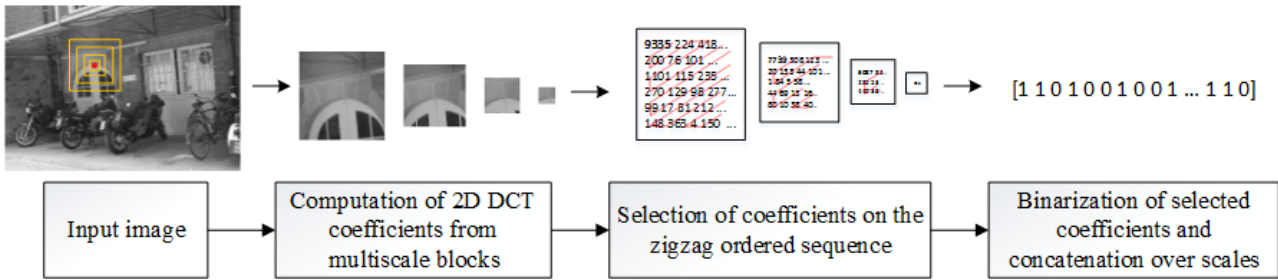 9335 224 418...
200 76 101 ...
1101 115 238 ...
270 129 98 277...
99 17 81 212 ...
148 363 4 150 ...
[1 1 0 1 0 0 1 0 0 1 ... 1 1 0]
Input image
Computation of 2D DCT
coefficients from
multiscale blocks
Selection of coefficients on the
zigzag ordered sequence
Binarization of selected
coefficients and
concatenation over scales